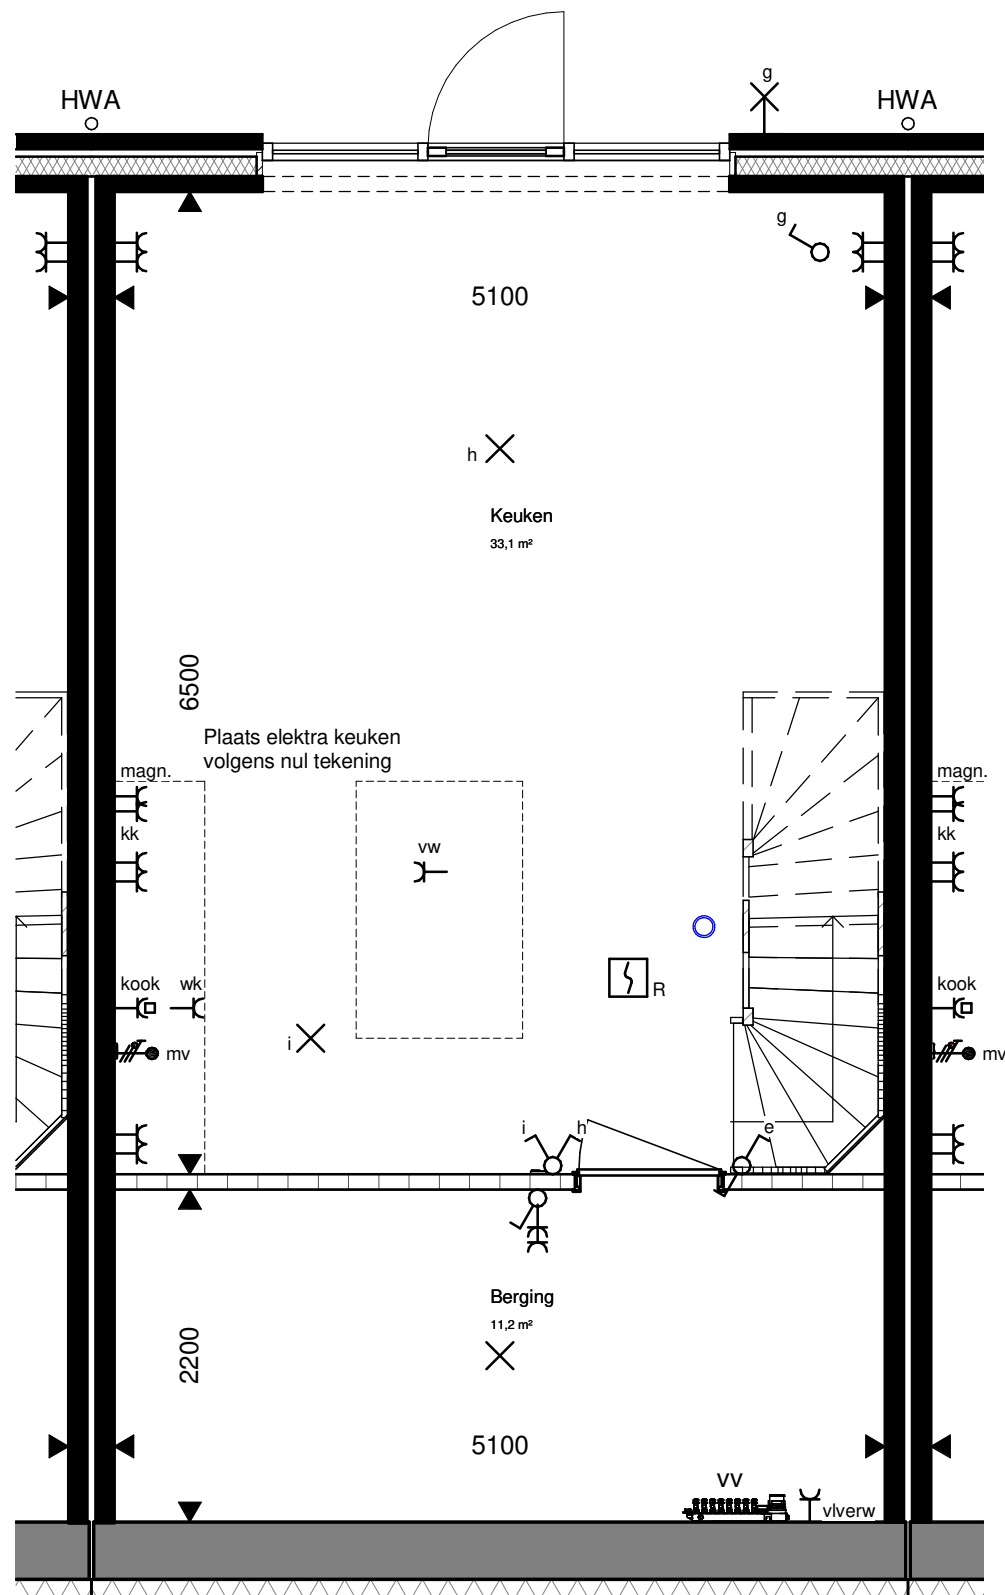 g
HWA
HWA
g
5100
h
Keuken
33,1 m²
6500
Plaats elektra keuken
volgens nul tekening
magn.
magn.
kk
kk
vw
kook
wk
kook
R
i
mv
mv
i
h
e
Berging
11,2 m²
2200
5100
vv
vlverw